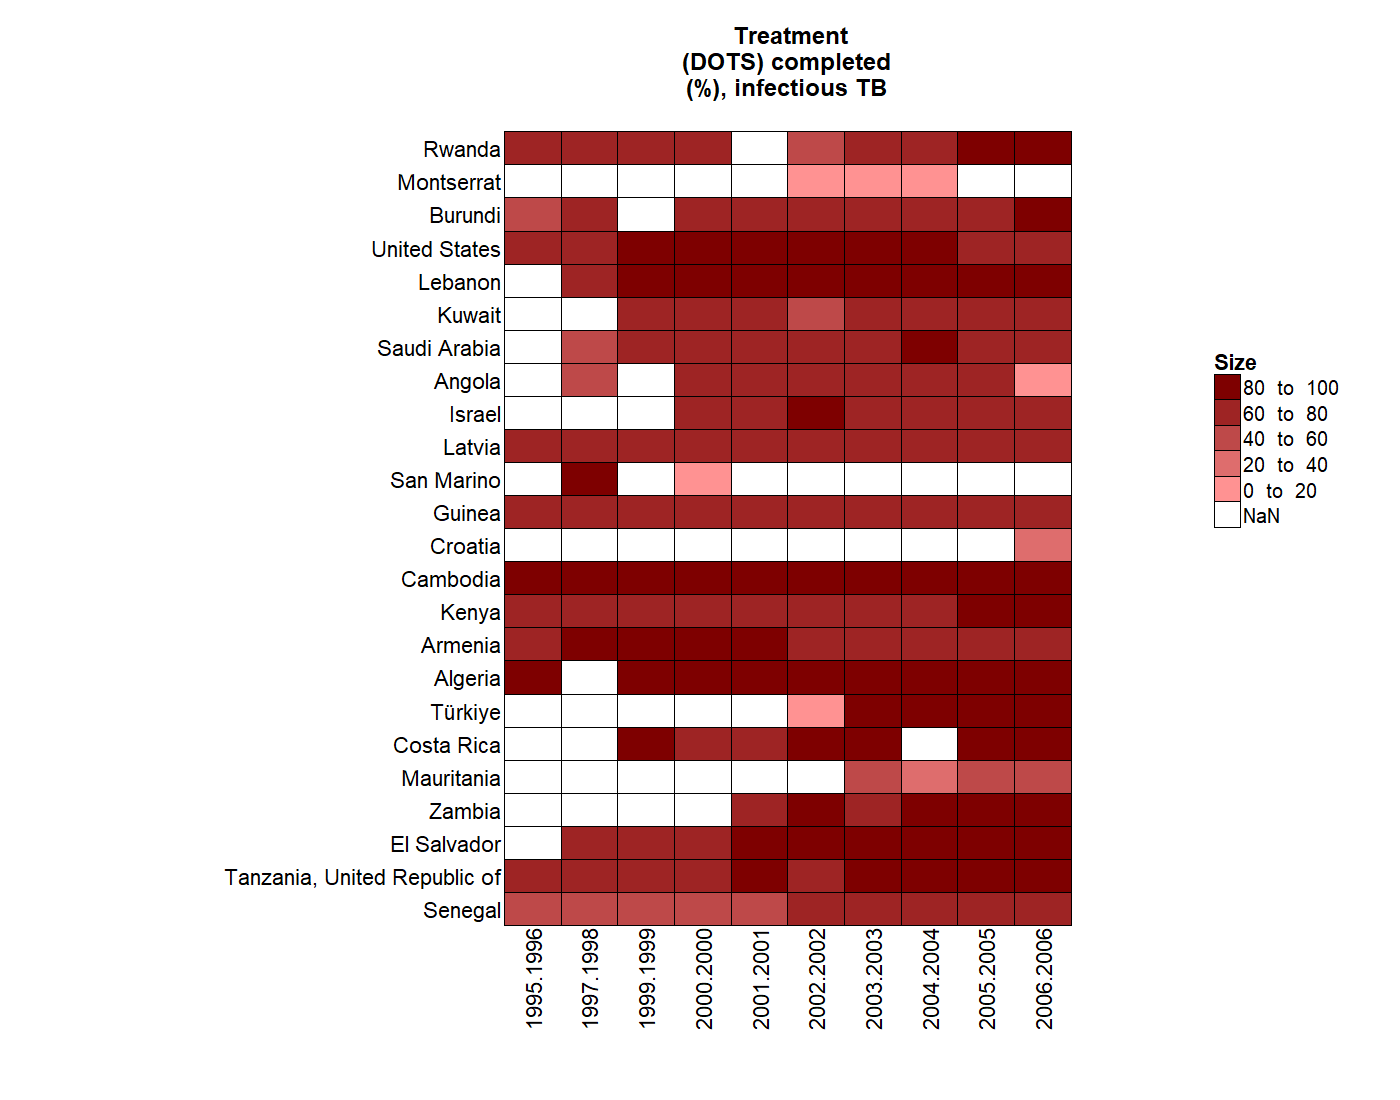 Treatment
(DOTS) completed
(%), infectious TB
Rwanda
Montserrat
Burundi
United States
Lebanon
Kuwait
Saudi Arabia
Angola
Israel
Latvia
San Marino
Guinea
Croatia
Cambodia
Kenya
Armenia
Algeria
Türkiye
Costa Rica
Mauritania
Zambia
El Salvador
Tanzania, United Republic of
Senegal
1995.1996
1997.1998
1999.1999
2000.2000
2001.2001
2002.2002
2003.2003
2004.2004
2005.2005
2006.2006
Size
80 to 100
60 to 80
40 to 60
20 to 40
0 to 20
NaN